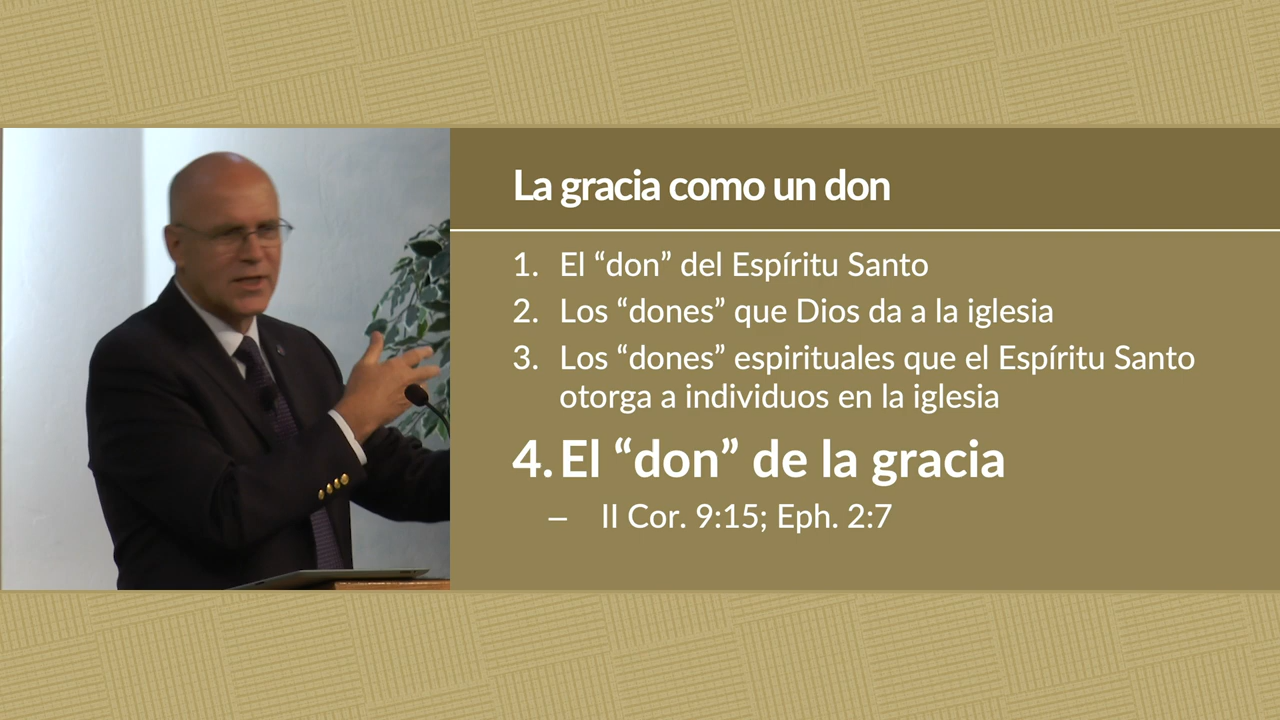 La gracia como un don
1. El “don” del Espíritu Santo
2. Los “dones” que Dios da a la iglesia
3. Los “dones” espirituales que el Espíritu Santo
otorga a individuos en la iglesia
4. El “don” de la gracia
– II Cor. 9:15; Eph. 2:7